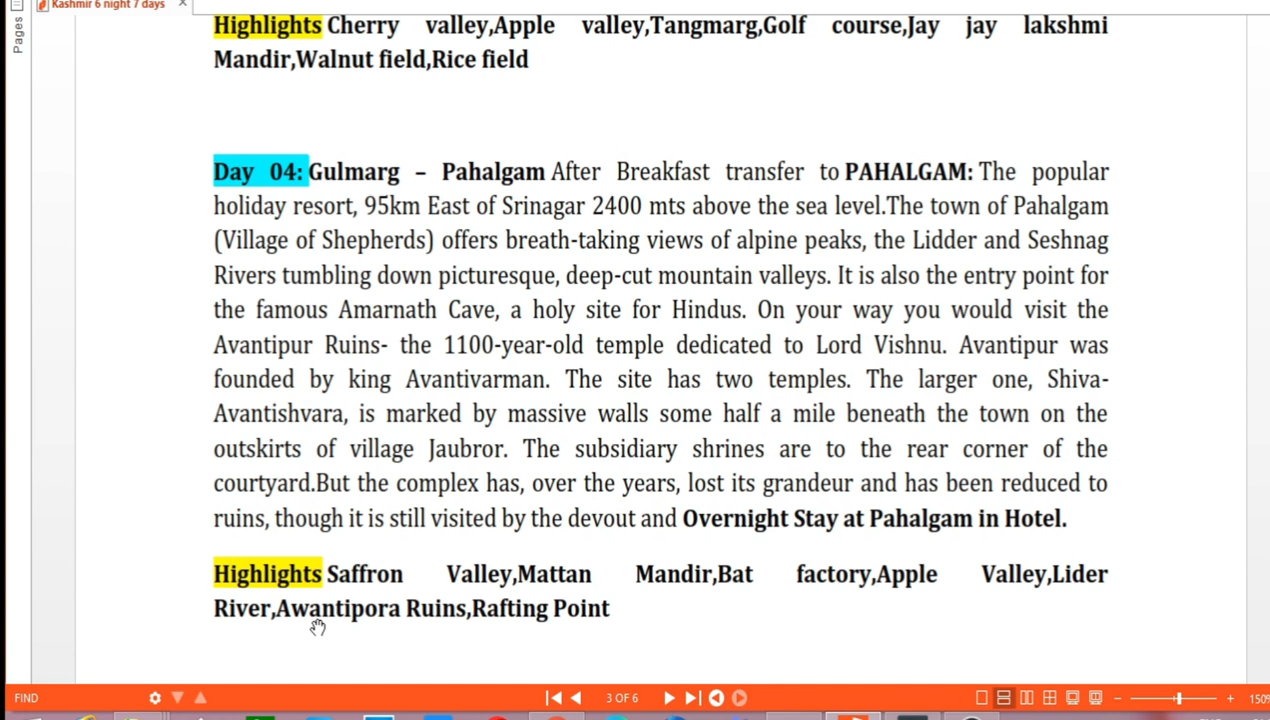 Kashmir 6 night 7 days
Pages
Highlights Cherry valley,Apple valley,Tangmarg,Golf course,Jay jay lakshmi
Mandir,Walnut field,Rice field
Day 04: Gulmarg – Pahalgam After Breakfast transfer to PAHALGAM: The popular
holiday resort, 95km East of Srinagar 2400 mts above the sea level.The town of Pahalgam
(Village of Shepherds) offers breath-taking views of alpine peaks, the Lidder and Seshnag
Rivers tumbling down picturesque, deep-cut mountain valleys. It is also the entry point for
the famous Amarnath Cave, a holy site for Hindus. On your way you would visit the
Avantipur Ruins- the 1100-year-old temple dedicated to Lord Vishnu. Avantipur was
founded by king Avantivarman. The site has two temples. The larger one, Shiva-
Avantishvara, is marked by massive walls some half a mile beneath the town on the
outskirts of village Jaubror. The subsidiary shrines are to the rear corner of the
courtyard.But the complex has, over the years, lost its grandeur and has been reduced to
ruins, though it is still visited by the devout and Overnight Stay at Pahalgam in Hotel.
Highlights Saffron Valley,Mattan Mandir,Bat factory,Apple Valley,Lider
River,Awantipora Ruins,Rafting Point
FIND
3 OF 6
150%